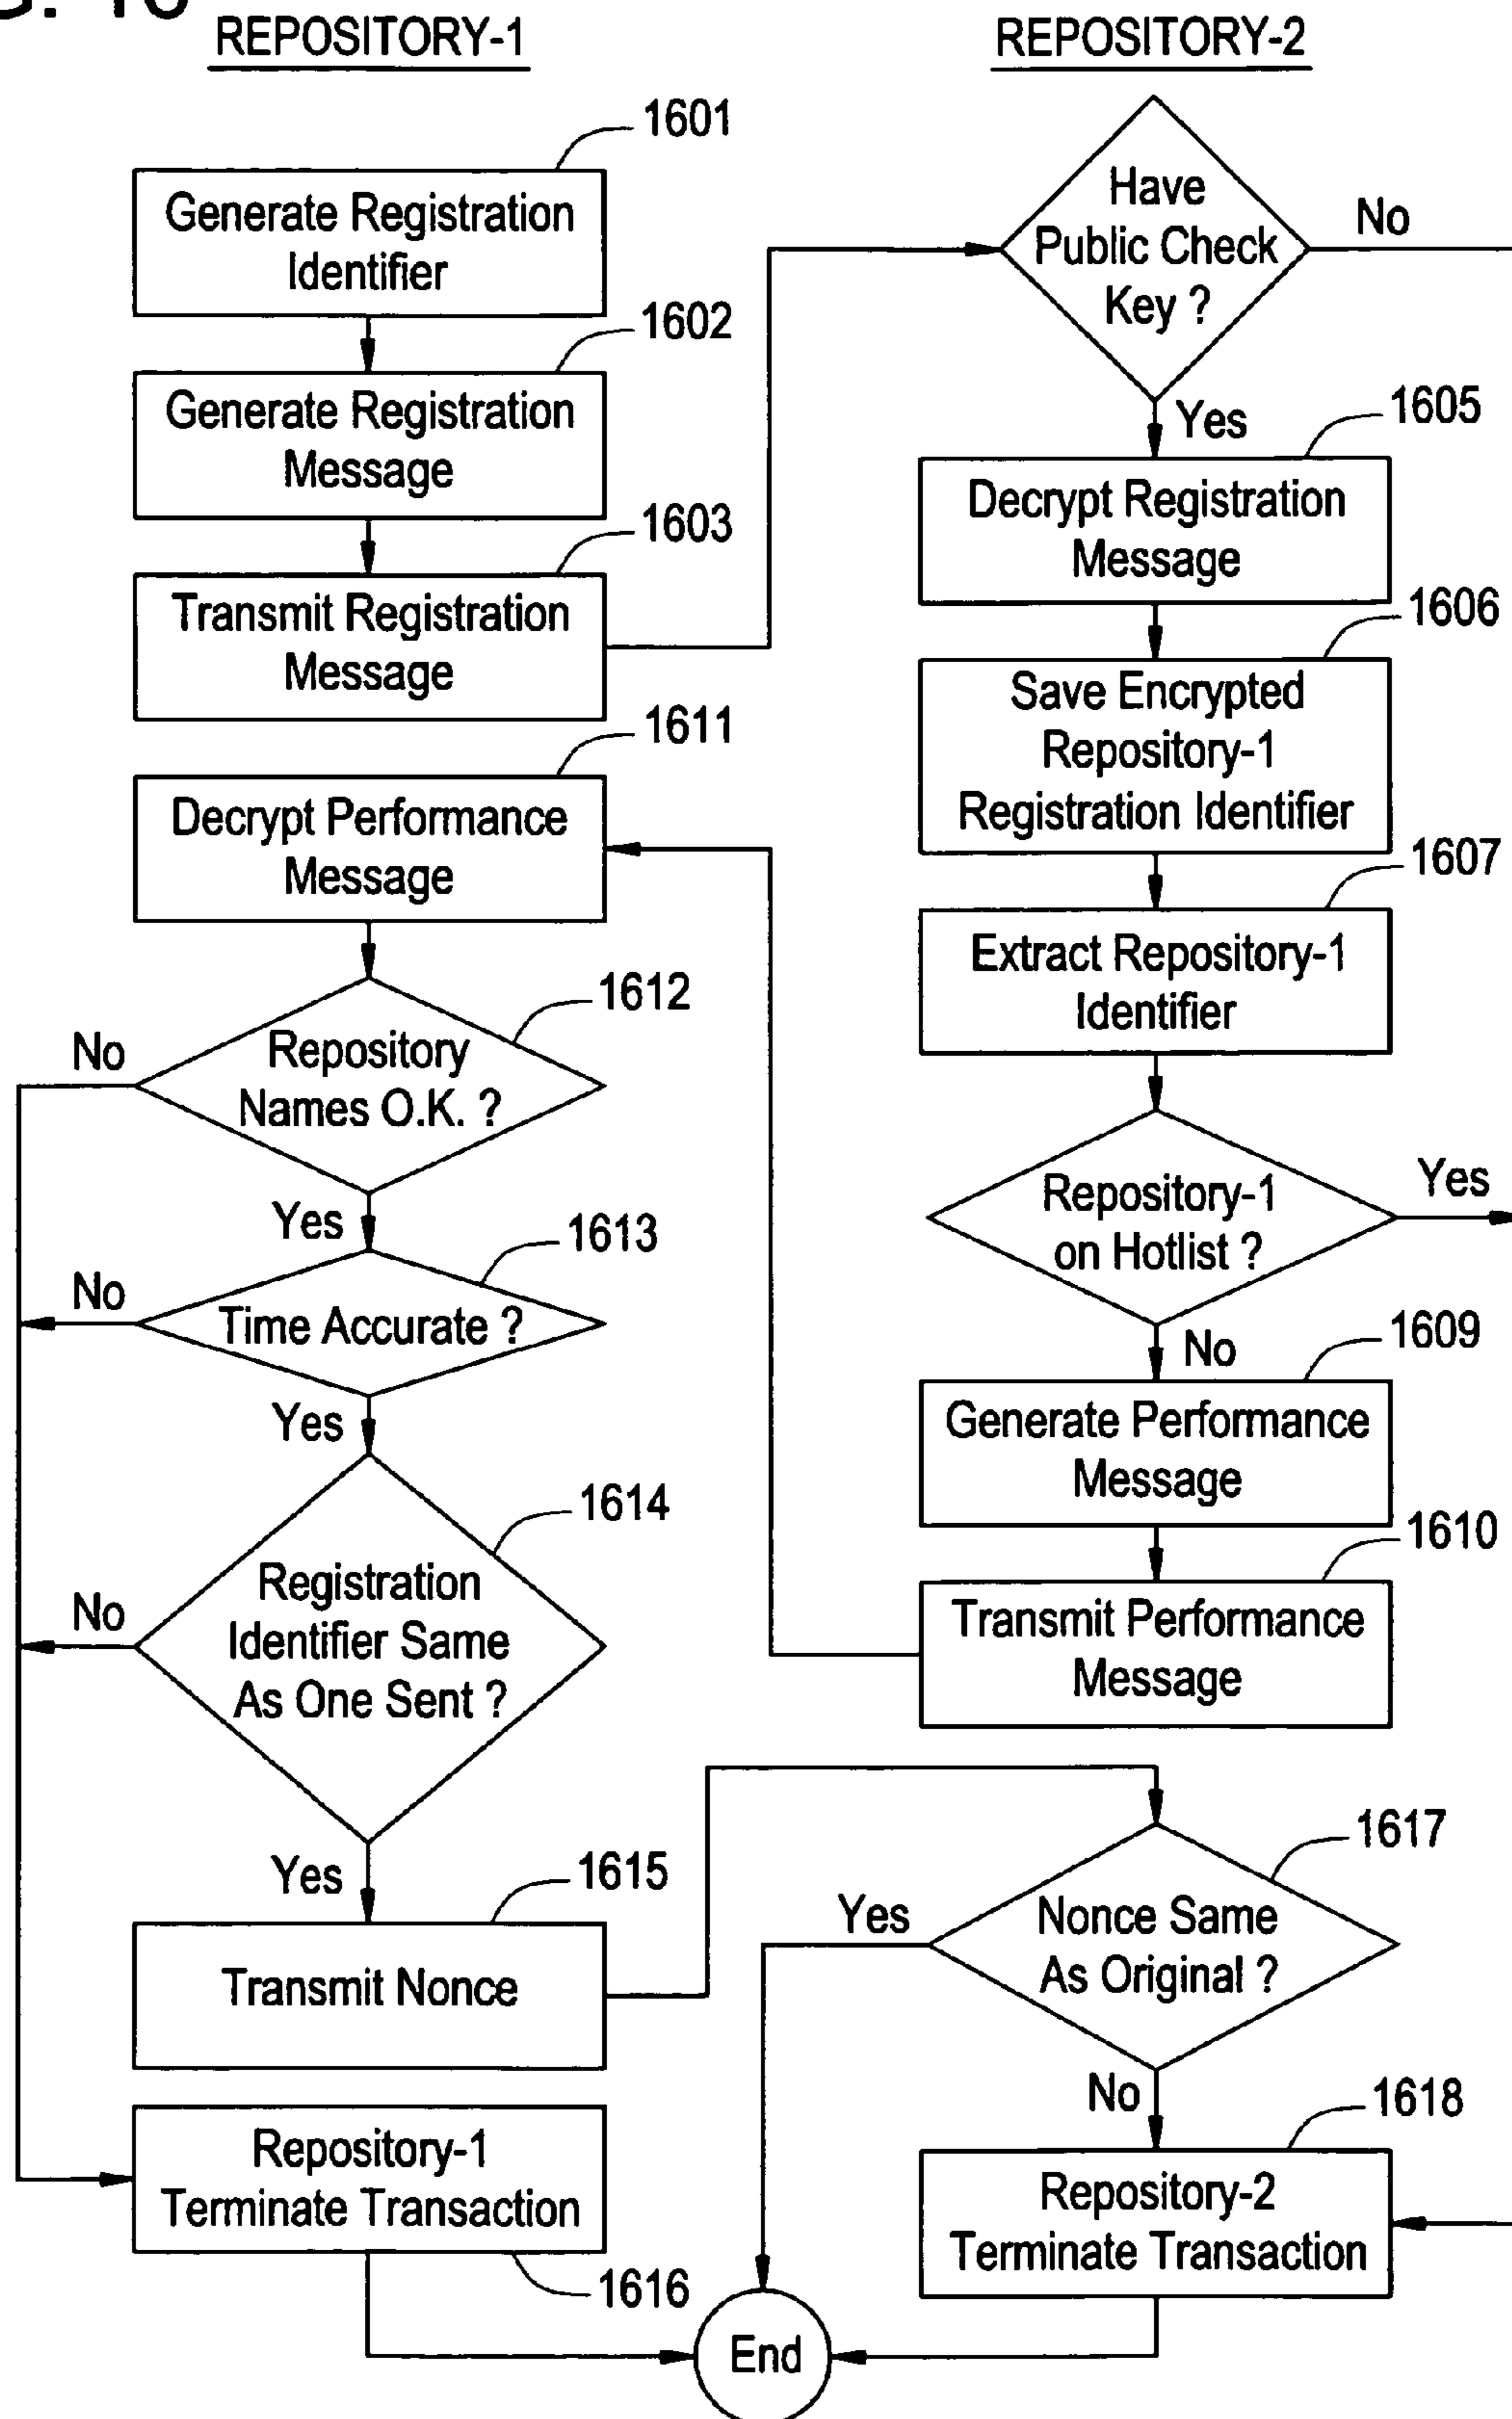 REPOSITORY-1
1601
Generate Registration
Identifier
1602
Generate Registration
Message
1603
Transmit Registration
Message
1611
Decrypt Performance
Message
1612
No
Repository
Names O.K. ?
Yes
1613
No
Time Accurate ?
Yes
1614
Registration
No
Identifier Same
As One Sent ?
Yes
1615
Transmit Nonce
Repository-1
Terminate Transaction
1616
REPOSITORY-2
Have
Public Check
Key ?
No
Yes
1605
Decrypt Registration
Message
1606
Save Encrypted
Repository-1
Registration Identifier
1607
Extract Repository-1
Identifier
Repository-1
on Hotlist ?
Yes
No
1609
Generate Performance
Message
1610
Transmit Performance
Message
1617
Yes
Nonce Same
As Original ?
No
1618
Repository-2
Terminate Transaction
End